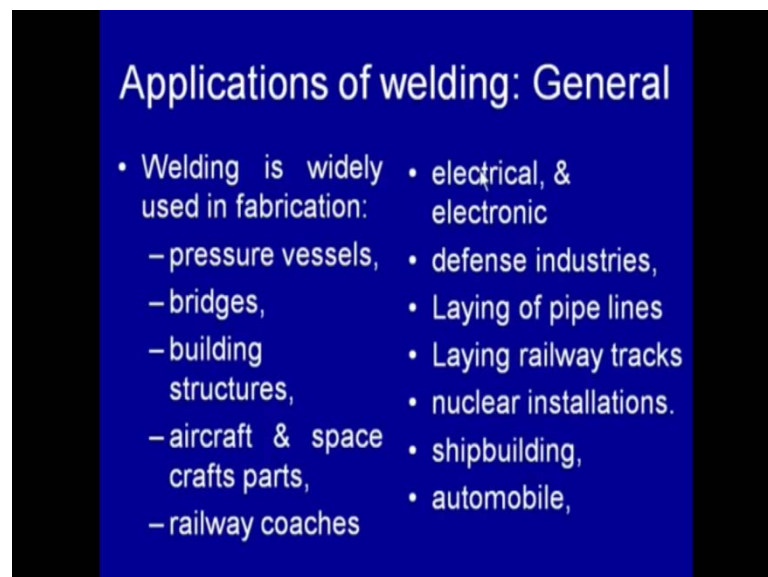 Applications of welding: General
• Welding is widely
used in fabrication:
– pressure vessels,
– bridges,
– building
structures,
– aircraft & space
crafts parts,
– railway coaches
• electrical, &
electronic
• defense industries,
• Laying of pipe lines
• Laying railway tracks
• nuclear installations.
• shipbuilding,
• automobile,